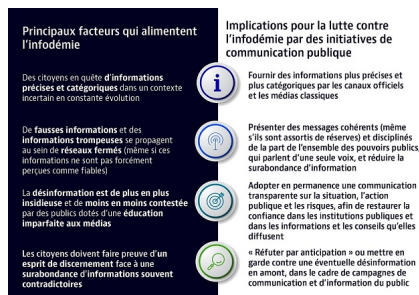 Principaux facteurs qui alimentent
l'infodémie
Des citoyens en quête d'informations
précises et catégoriques dans un contexte
incertain en constante évolution
De fausses informations et des
informations trompeuses se propagent
au sein de réseaux fermés (même si ces
informations ne sont pas forcément
perçues comme fiables)
La désinformation est de plus en plus
insidieuse et de moins en moins contestée
par des publics dotés d'une éducation
imparfaite aux médias
Les citoyens doivent faire preuve d'un
esprit de discernement face à une
surabondance d'informations souvent
contradictoires
Implications pour la lutte contre
l'infodémie par des initiatives de
communication publique
Fournir des informations plus précises et
plus catégoriques par les canaux officiels
et les médias classiques
Présenter des messages cohérents (même
s'ils sont assortis de réserves) et disciplinés
de la part de l'ensemble des pouvoirs publics,
qui parlent d'une seule voix, et réduire la
surabondance d'information
Adopter en permanence une communication
transparente sur la situation, l'action
publique et les risques, afin de restaurer la
confiance dans les institutions publiques et
dans les informations et les conseils qu'elles
diffusent
« Réfuter par anticipation » ou mettre en
garde contre une éventuelle désinformation
en amont, dans le cadre de campagnes de
communication et d'information du public